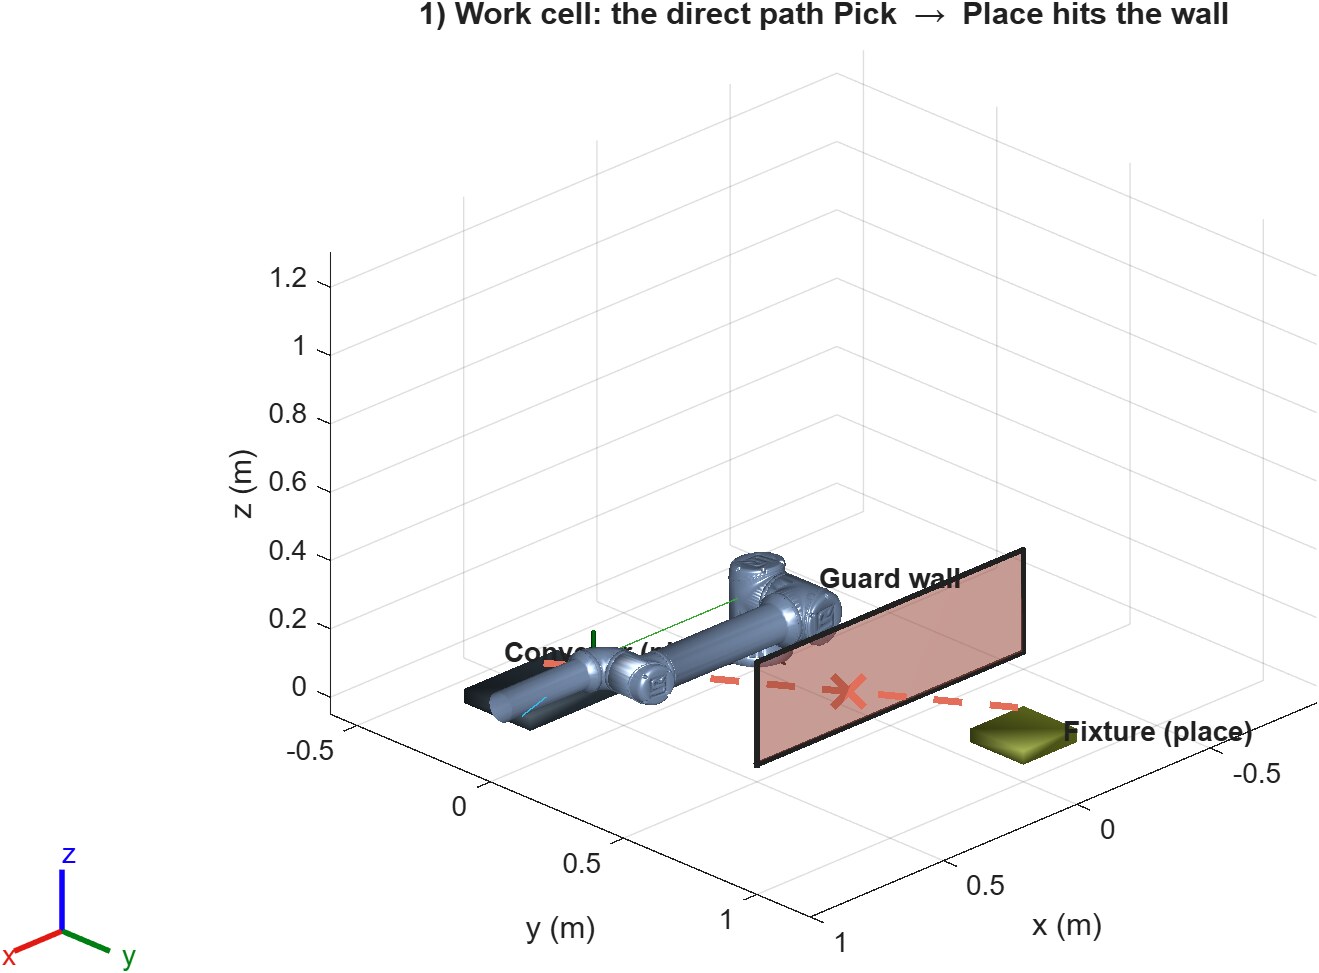 1) Work cell: the direct path Pick → Place hits the wall
1.2
1
0.8
0.6
0.4
0.2
0
z (m)
Guard wall
Fixture (place)
-0.5
0
0.5
1
y (m)
-0.5
0
0.5
1
x (m)
z
x
y